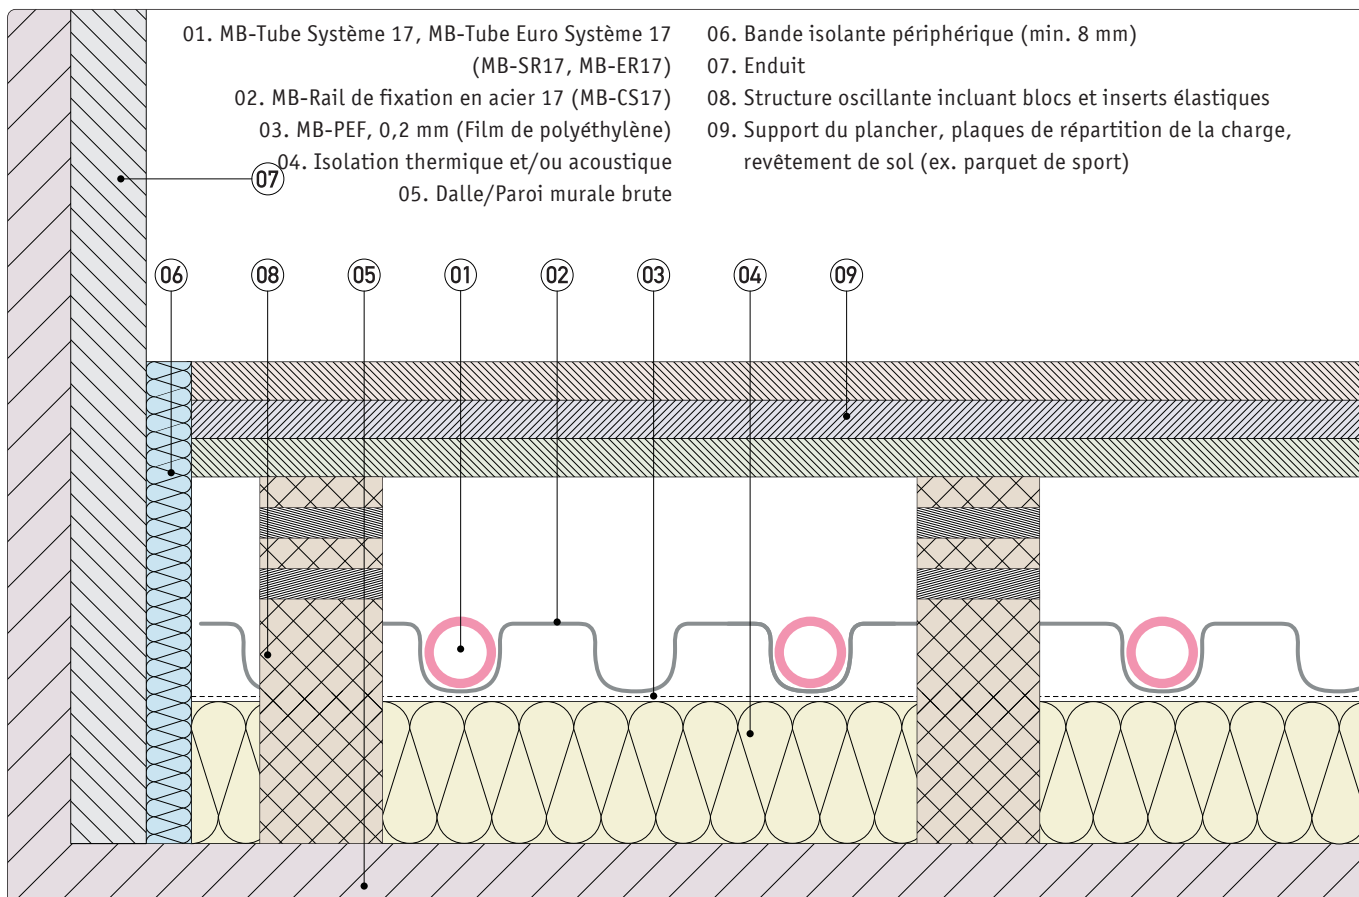 01. MB-Tube Système 17, MB-Tube Euro Système 17
(MB-SR17, MB-ER17)
02. MB-Rail de fixation en acier 17 (MB-CS17)
03. MB-PEF, 0,2 mm (Film de polyéthylène)
04. Isolation thermique et/ou acoustique
05. Dalle/Paroi murale brute
06. Bande isolante périphérique (min. 8 mm)
07. Enduit
08. Structure oscillante incluant blocs et inserts élastiques
09. Support du plancher, plaques de répartition de la charge,
revêtement de sol (ex. parquet de sport)
07
06 08 05 01 02 03 04 09